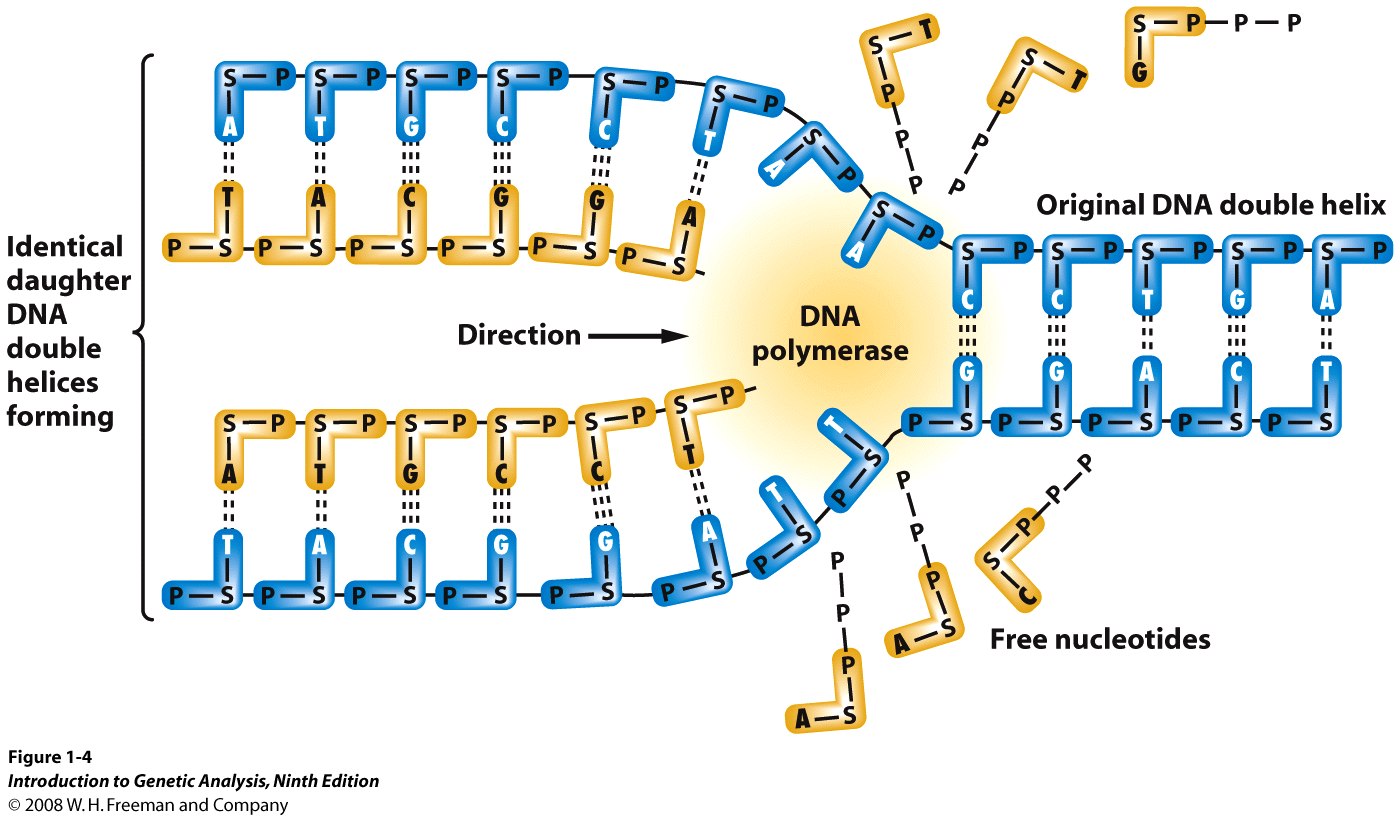 S P S P S P S P S P S P S P S P
A T G C C T A A
T A C G G A
P S P S P S P S P S P S
S T
P
P
P
S T
P
P
P
S P P P
G
Original DNA double helix
S P S P S P S P S P
C C T G A
G G A C T
P S P S P S P S P S
Identical
daughter
DNA
double
helices
forming
Direction
DNA
polymerase
S P S P S P S P S P S P
A T G C C T
T A C G G A T T
P S P S P S P S P S P S P S P S
P
P
P
A S
P
P
P
A S
P
P
P
S
C
Free nucleotides
Figure 1-4
Introduction to Genetic Analysis, Ninth Edition
© 2008 W. H. Freeman and Company